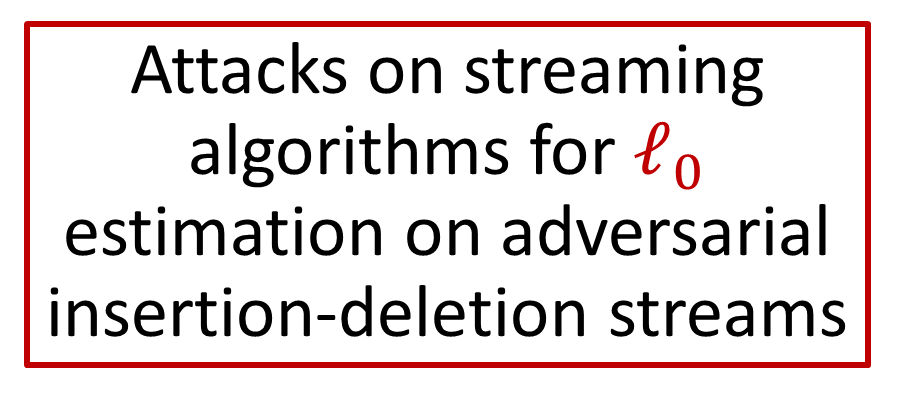 Attacks on streaming
algorithms for ℓ₀
estimation on adversarial
insertion-deletion streams